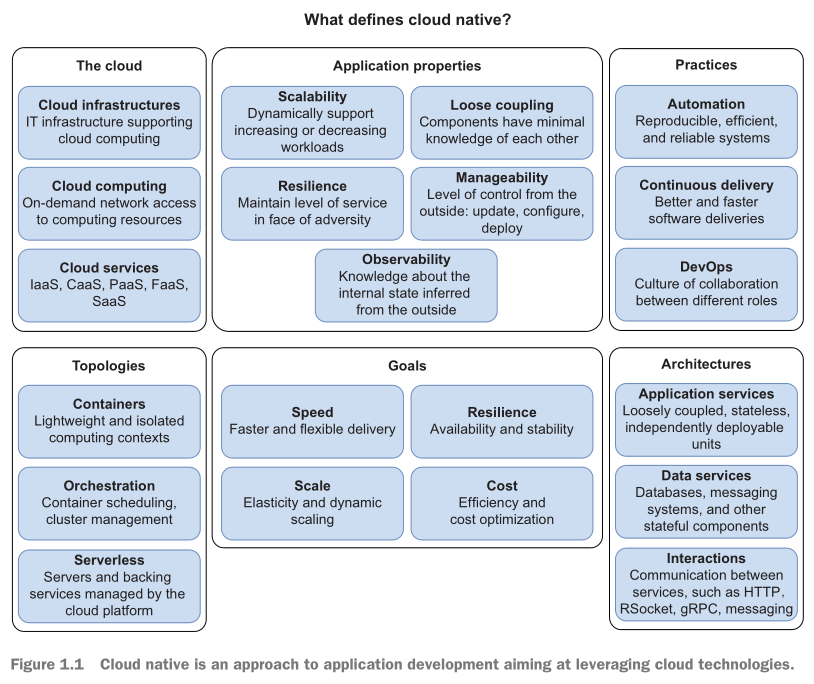 What defines cloud native?
The cloud
Cloud infrastructures
IT infrastructure supporting
cloud computing
Cloud computing
On-demand network access
to computing resources
Cloud services
IaaS, CaaS, PaaS, FaaS,
SaaS
Application properties
Scalability
Dynamically support
increasing or decreasing
workloads
Loose coupling
Components have minimal
knowledge of each other
Resilience
Maintain level of service
in face of adversity
Manageability
Level of control from the
outside: update, configure,
deploy
Observability
Knowledge about the
internal state inferred
from the outside
Practices
Automation
Reproducible, efficient,
and reliable systems
Continuous delivery
Better and faster
software deliveries
DevOps
Culture of collaboration
between different roles
Topologies
Containers
Lightweight and isolated
computing contexts
Orchestration
Container scheduling,
cluster management
Serverless
Servers and backing
services managed by the
cloud platform
Goals
Speed
Faster and flexible delivery
Resilience
Availability and stability
Scale
Elasticity and dynamic
scaling
Cost
Efficiency and
cost optimization
Architectures
Application services
Loosely coupled, stateless,
independently deployable
units
Data services
Databases, messaging
systems, and other
stateful components
Interactions
Communication between
services, such as HTTP,
RSocket, gRPC, messaging
Figure 1.1 Cloud native is an approach to application development aiming at leveraging cloud technologies.